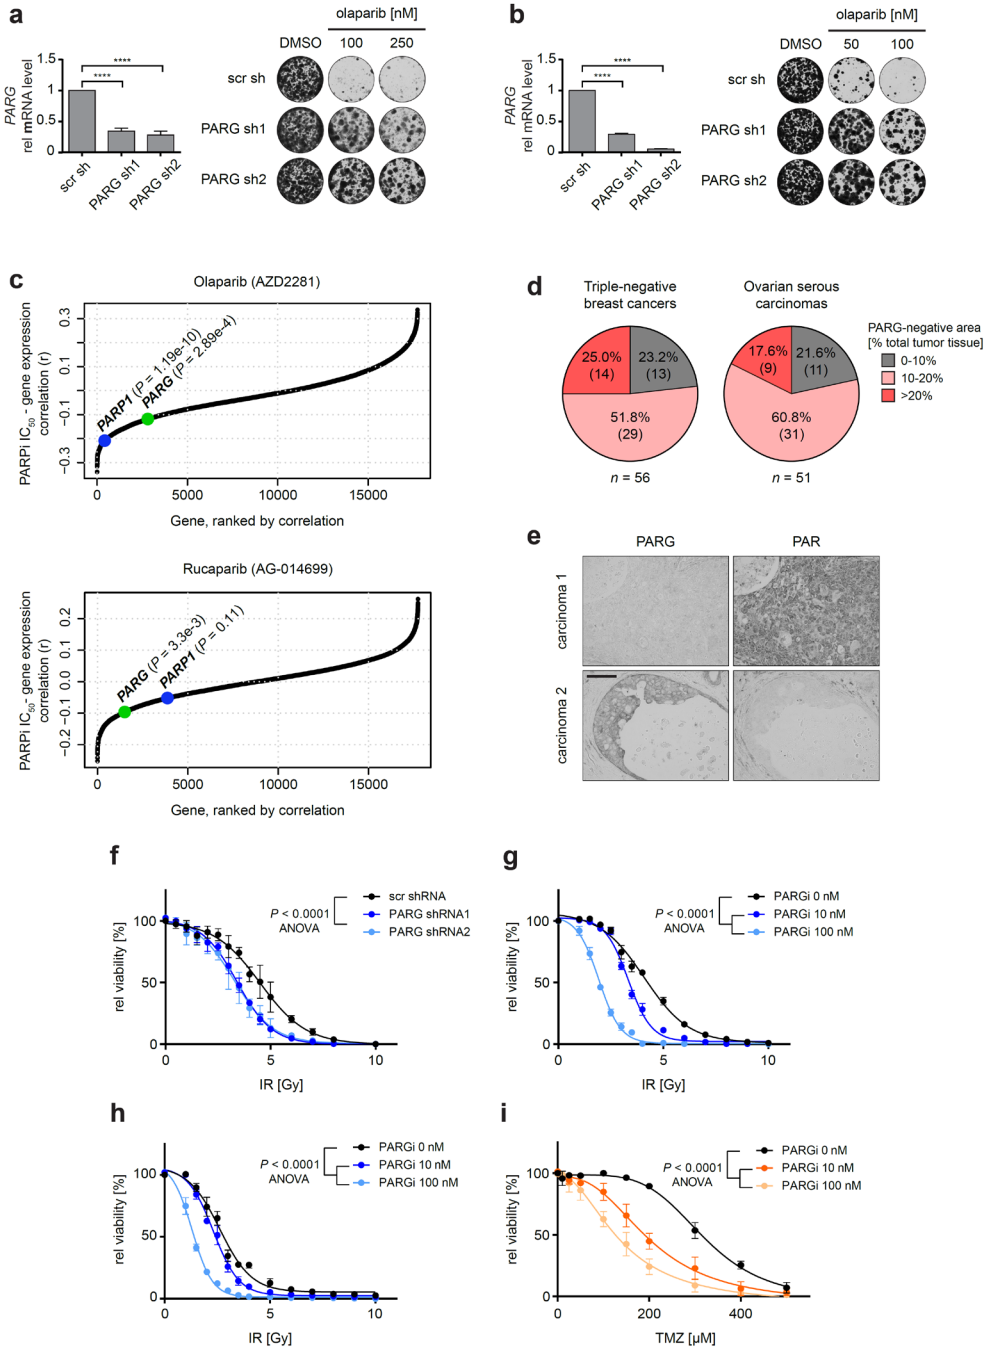 a
olaparib [nM]
DMSO 100 250
PARG
rel mRNA level
1.5
1
0.5
0
****
****
scr sh
PARG sh1
PARG sh2
scr sh
PARG sh1
PARG sh2
b
olaparib [nM]
DMSO 50 100
PARG
rel mRNA level
1.5
1
0.5
0
****
****
scr sh
PARG sh1
PARG sh2
scr sh
PARG sh1
PARG sh2
c
Olaparib (AZD2281)
PARPi IC50 - gene expression
correlation (r)
0.3
0.1
−0.1
−0.3
PARP1 (P = 1.19e-10)
PARG (P = 2.89e-4)
0 5000 10000 15000
Gene, ranked by correlation
Rucaparib (AG-014699)
PARPi IC50 - gene expression
correlation (r)
0.2
0.1
0.0
−0.1
−0.2
PARG (P = 3.3e-3)
PARP1 (P = 0.11)
0 5000 10000 15000
Gene, ranked by correlation
d
Triple-negative
breast cancers
25.0%
(14)
23.2%
(13)
51.8%
(29)
n = 56
Ovarian serous
carcinomas
17.6%
(9)
21.6%
(11)
60.8%
(31)
n = 51
PARG-negative area
[% total tumor tissue]
0-10%
10-20%
>20%
e
PARG PAR
carcinoma 1
carcinoma 2
f
rel viability [%]
100
50
0
P < 0.0001
ANOVA
scr shRNA
PARG shRNA1
PARG shRNA2
0 5 10
IR [Gy]
g
rel viability [%]
100
50
0
P < 0.0001
ANOVA
PARGi 0 nM
PARGi 10 nM
PARGi 100 nM
0 5 10
IR [Gy]
h
rel viability [%]
100
50
0
P < 0.0001
ANOVA
PARGi 0 nM
PARGi 10 nM
PARGi 100 nM
0 5 10
IR [Gy]
i
rel viability [%]
100
50
0
P < 0.0001
ANOVA
PARGi 0 nM
PARGi 10 nM
PARGi 100 nM
0 200 400
TMZ [µM]